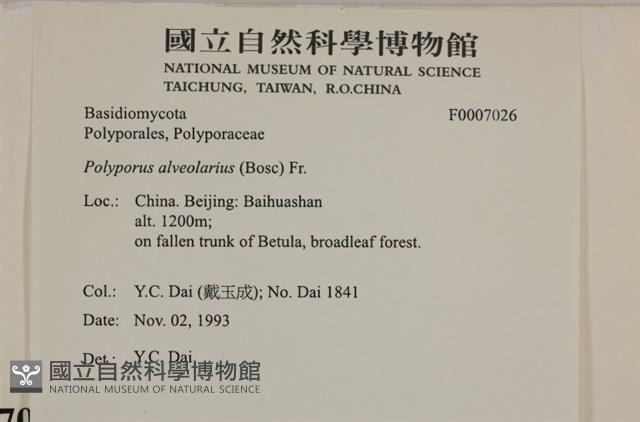 國立自然科學博物館
NATIONAL MUSEUM OF NATURAL SCIENCE
TAICHUNG, TAIWAN, R.O.CHINA
Basidiomycota F0007026
Polyporales, Polyporaceae
Polyporus alveolarius (Bosc) Fr.
Loc.: China. Beijing: Baihuashan
alt. 1200m;
on fallen trunk of Betula, broadleaf forest.
Col.: Y.C. Dai (戴玉成); No. Dai 1841
Date: Nov. 02, 1993
Det.: Y.C. Dai
國立自然科學博物館
NATIONAL MUSEUM OF NATURAL SCIENCE